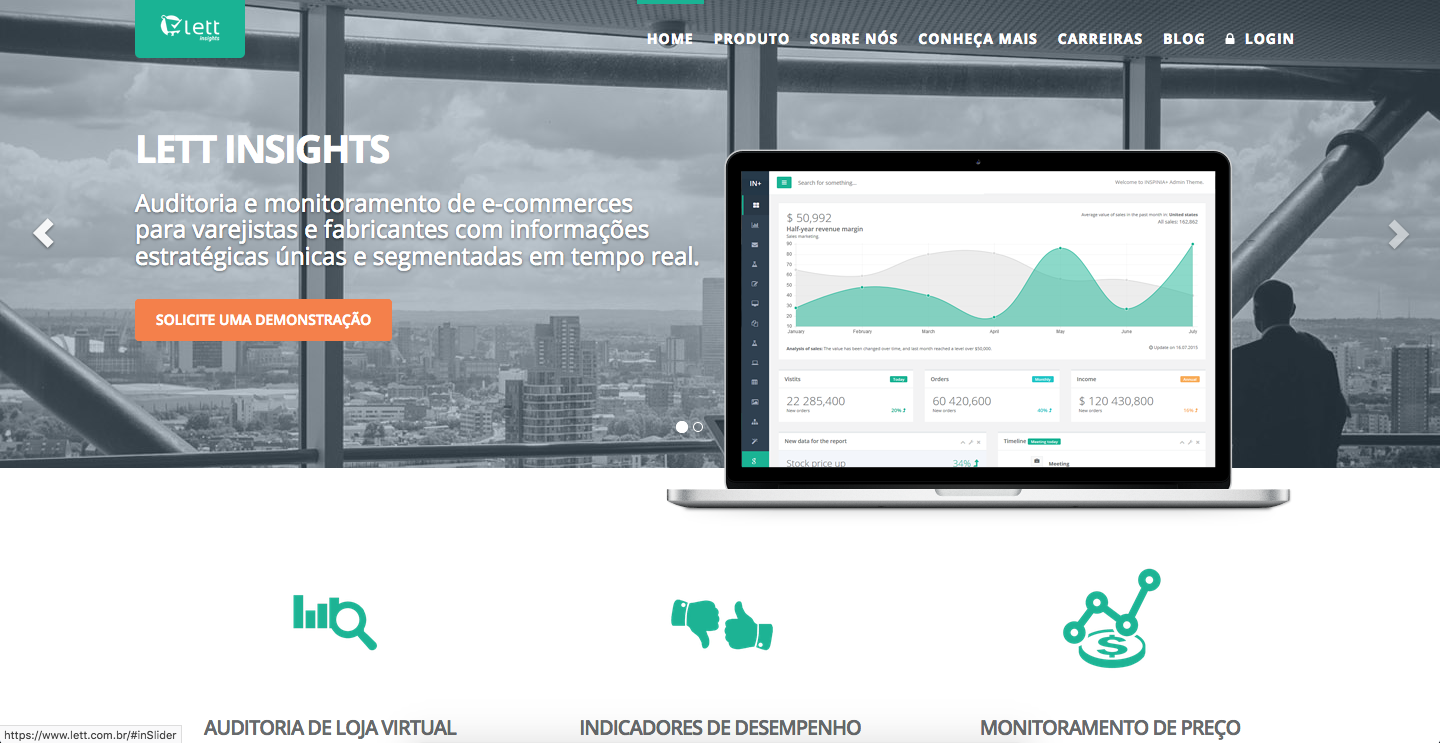 Lett
insights
HOME PRODUTO SOBRE NÓS CONHEÇA MAIS CARREIRAS BLOG LOGIN
LETT INSIGHTS
Auditoria e monitoramento de e-commerces
para varejistas e fabricantes com informações
estratégicas únicas e segmentadas em tempo real.
SOLICITE UMA DEMONSTRAÇÃO
IN+
Search for something...
Welcome to INSPINIA+ Admin Theme.
$ 50,992
Half-year revenue margin
Sales marketing.
Average value of sales in the past month in: United states
All sales: 162,862
90
80
70
60
50
40
30
20
10
January February March April May June July
Analysis of sales: The value has been changed over time, and last month reached a level over $50,000.
Update on 16.07.2015
Vistits Today
22 285,400
New orders 20%
Orders Monthly
60 420,600
New orders 40%
Income Annual
$ 120 430,800
New orders 16%
New data for the report
Stock price up 34%
Timeline Meeting today
Meeting
AUDITORIA DE LOJA VIRTUAL
INDICADORES DE DESEMPENHO
MONITORAMENTO DE PREÇO
https://www.lett.com.br/#inSlider